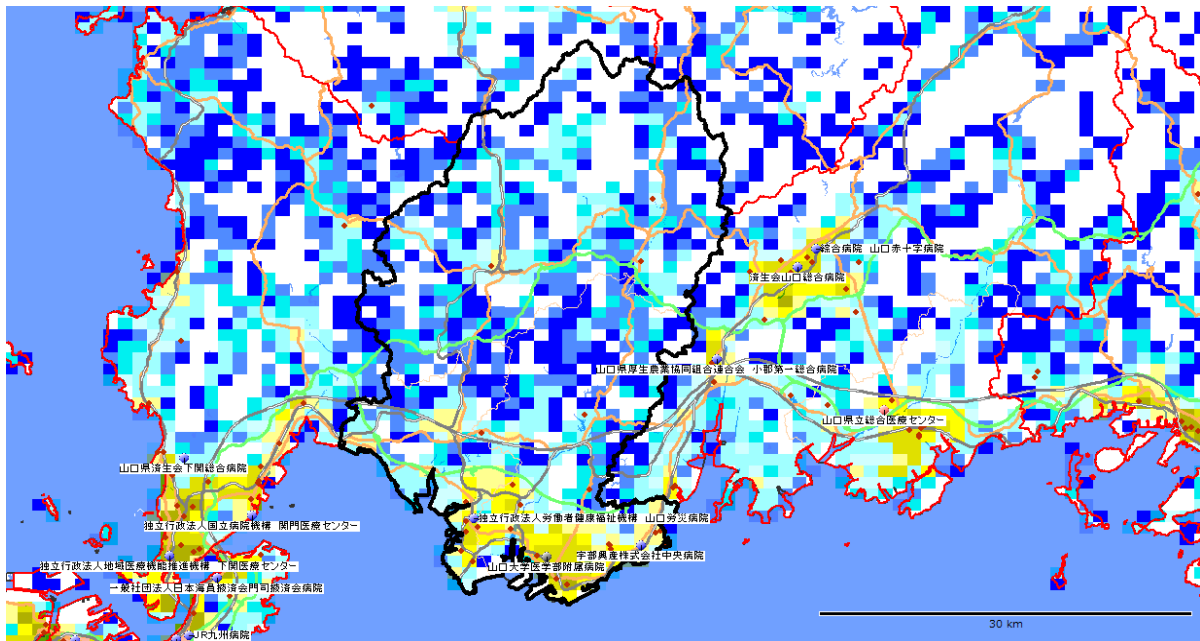 綜合病院 山口赤十字病院
済生会山口総合病院
山口県厚生農業協同組合連合会 小郡第一総合病院
山口県立総合医療センター
山口県済生会下関総合病院
独立行政法人労働者健康福祉機構 山口労災病院
独立行政法人国立病院機構 関門医療センター
宇部興産株式会社中央病院
独立行政法人地域医療機能推進機構 下関医療センター
山口大学医学部附属病院
一般社団法人日本海員掖済会門司掖済会病院
JR九州病院
30 km